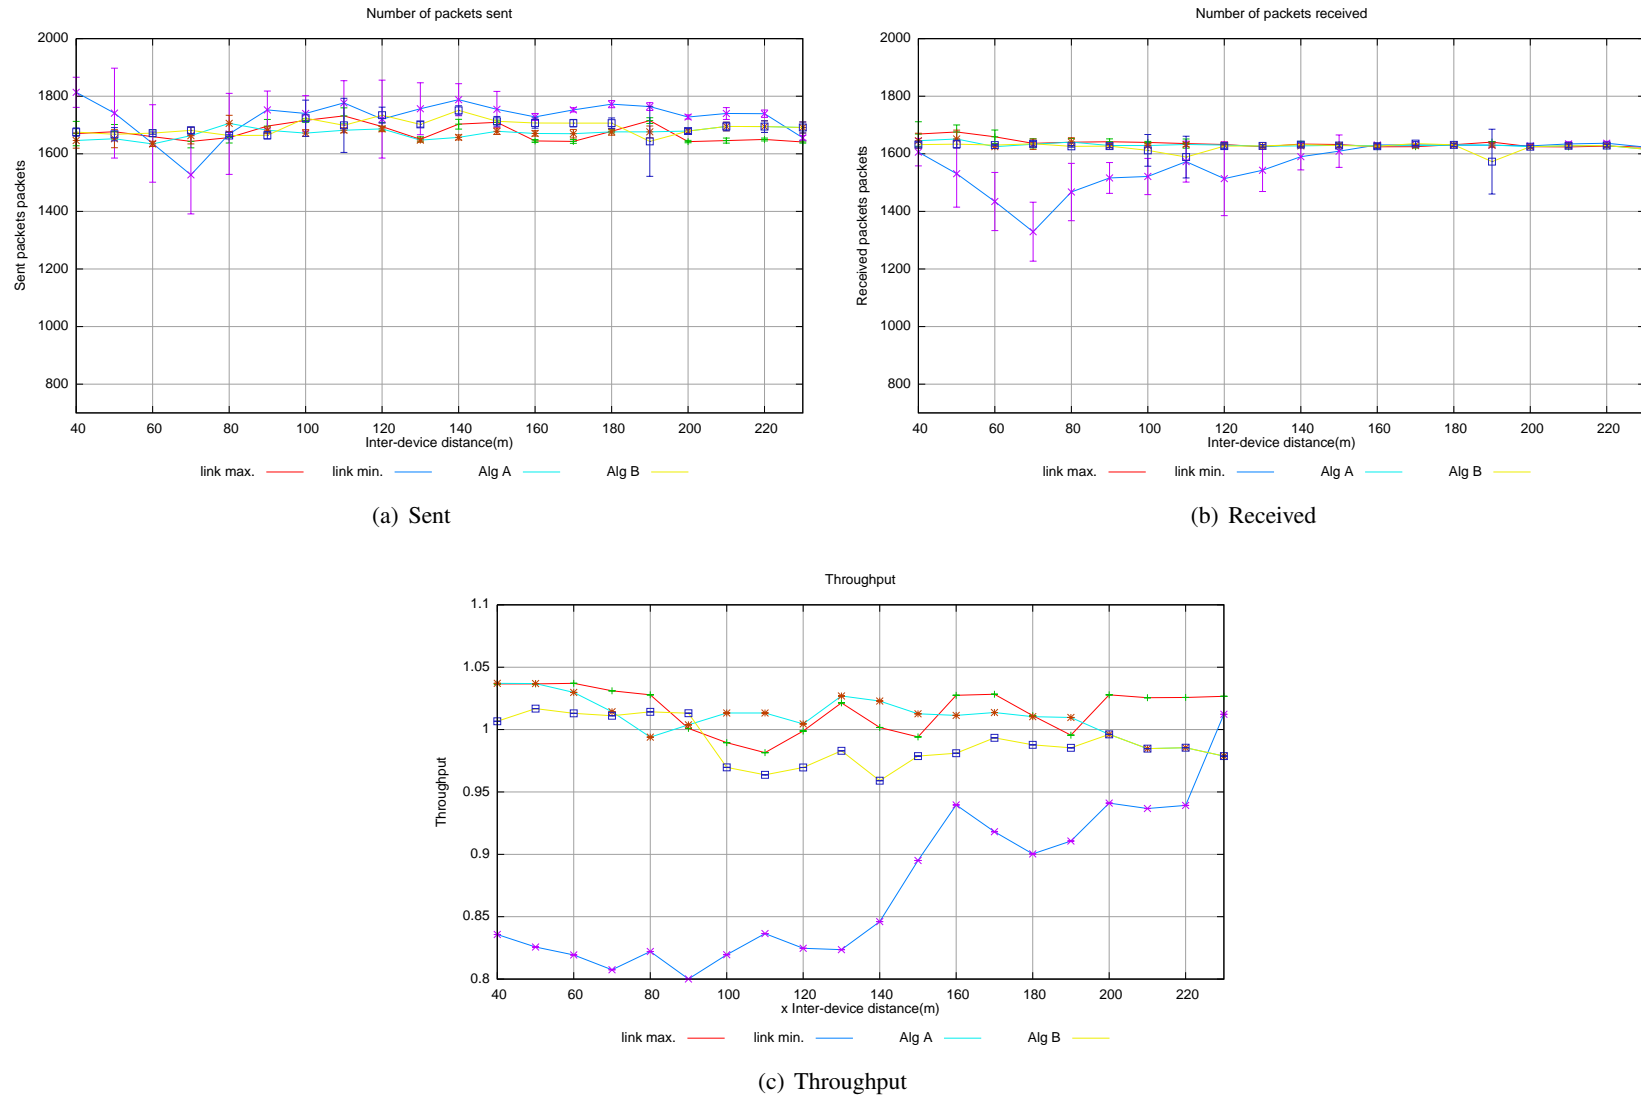 Number of packets sent
2000
1800
1600
1400
1200
1000
800
Sent packets packets
40 60 80 100 120 140 160 180 200 220
Inter-device distance(m)
link max. link min. Alg A Alg B
(a) Sent
Number of packets received
2000
1800
1600
1400
1200
1000
800
Received packets packets
40 60 80 100 120 140 160 180 200 220
Inter-device distance(m)
link max. link min. Alg A Alg B
(b) Received
Throughput
1.1
1.05
1
0.95
0.9
0.85
0.8
Throughput
40 60 80 100 120 140 160 180 200 220
x Inter-device distance(m)
link max. link min. Alg A Alg B
(c) Throughput